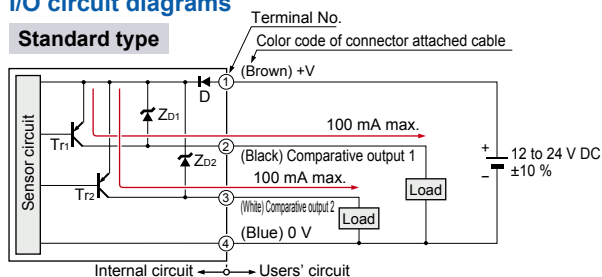 I/O circuit diagrams
Standard type
Terminal No.
Color code of connector attached cable
1 (Brown) +V
D
ZD1
100 mA max.
Sensor circuit
Tr1
2 (Black) Comparative output 1
ZD2
100 mA max.
Load
+
12 to 24 V DC
±10 %
−
Tr2
3 (White) Comparative output 2
Load
4 (Blue) 0 V
Internal circuit Users' circuit